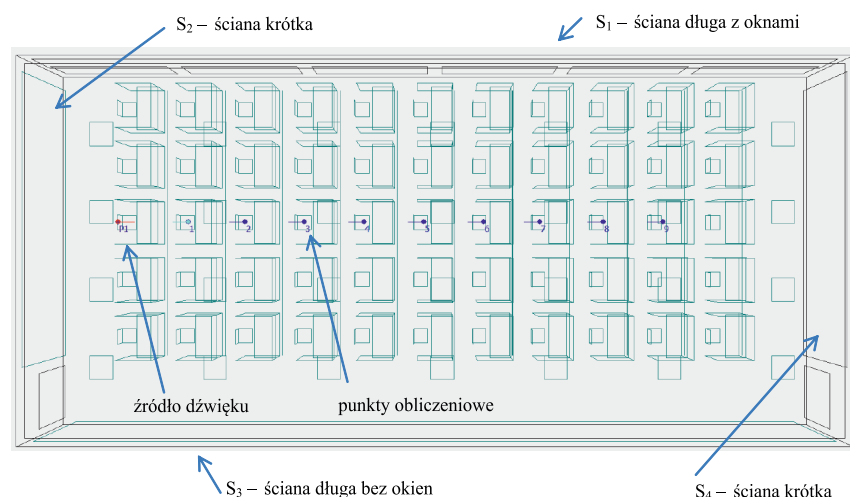 S₂ – ściana krótka
S₁ – ściana długa z oknami
P1 1 2 3 4 5 6 7 8 9
źródło dźwięku
punkty obliczeniowe
S₃ – ściana długa bez okien
S₄ – ściana krótka